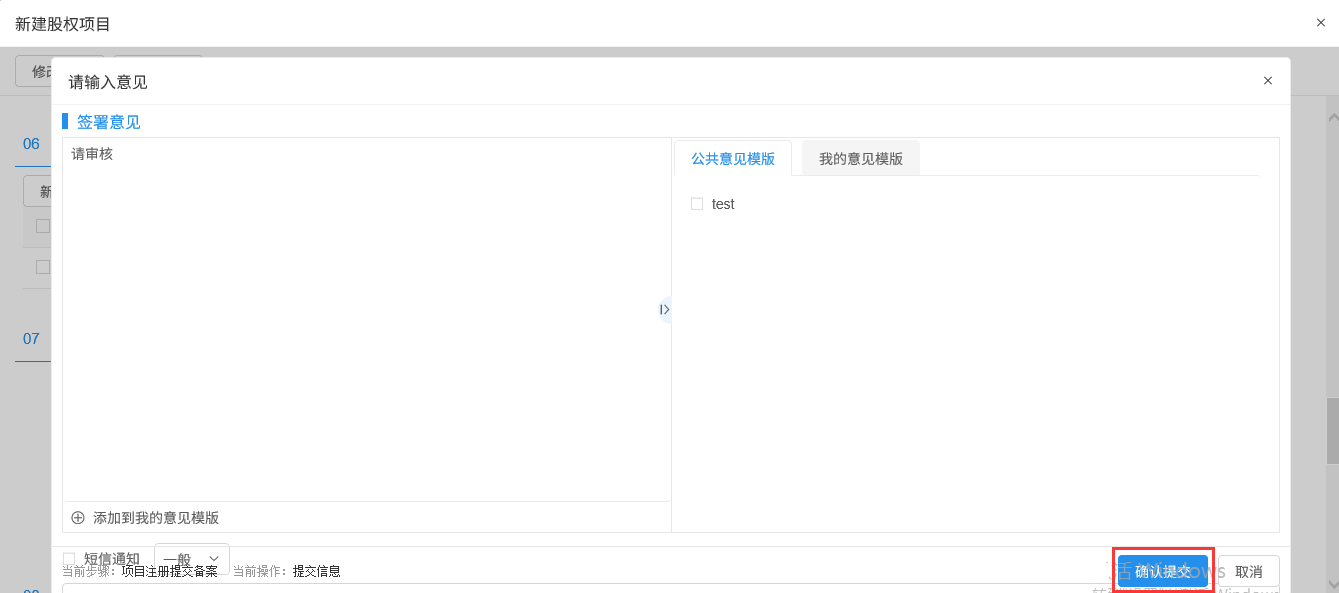 新建股权项目
修改
请输入意见
签署意见
06
请审核
公共意见模版
我的意见模版
新
test
07
添加到我的意见模版
短信通知
一般
当前步骤: 项目注册提交备案 当前操作: 提交信息
确认提交
取消